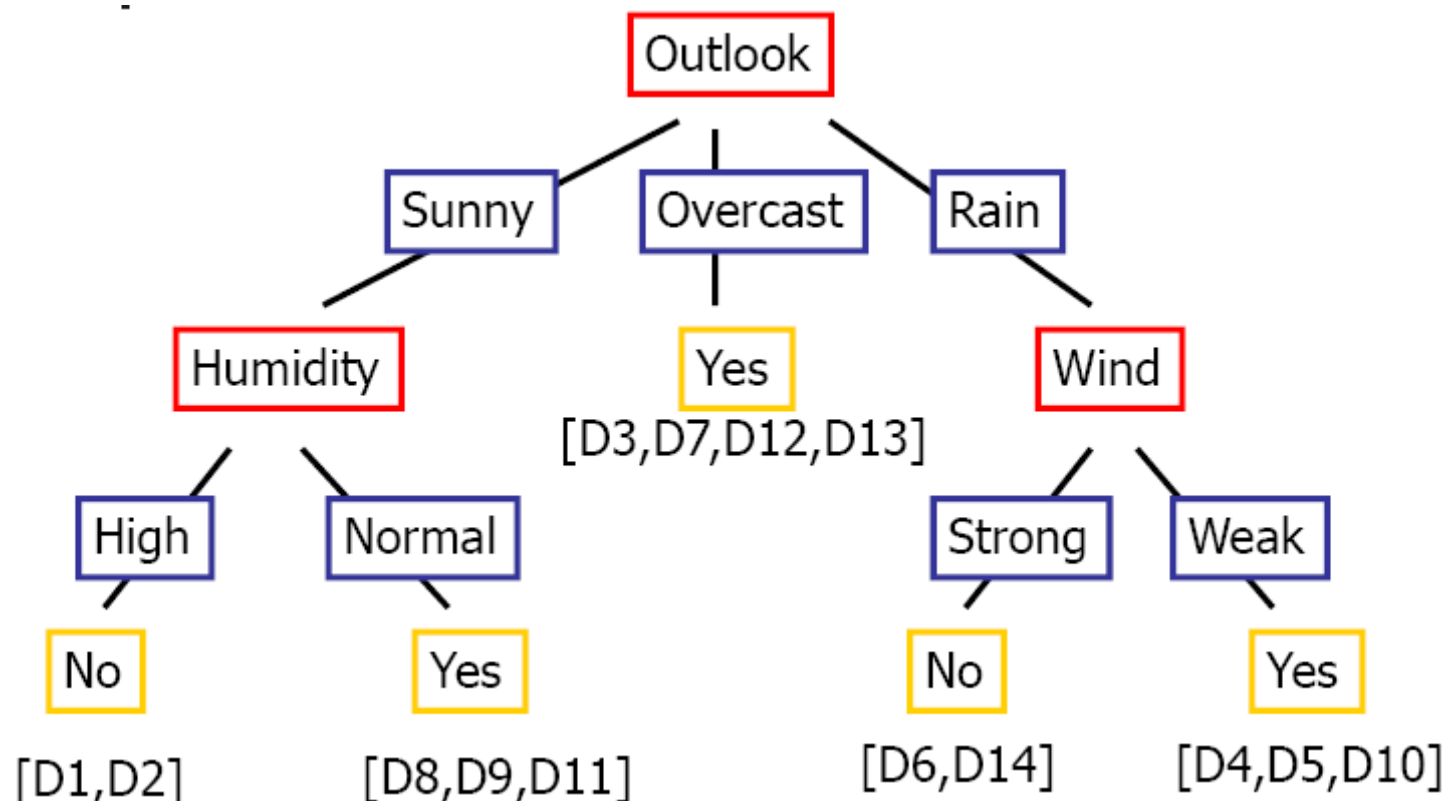 Outlook
Sunny Overcast Rain
Humidity Yes Wind
[D3,D7,D12,D13]
High Normal Strong Weak
No Yes No Yes
[D1,D2] [D8,D9,D11] [D6,D14] [D4,D5,D10]